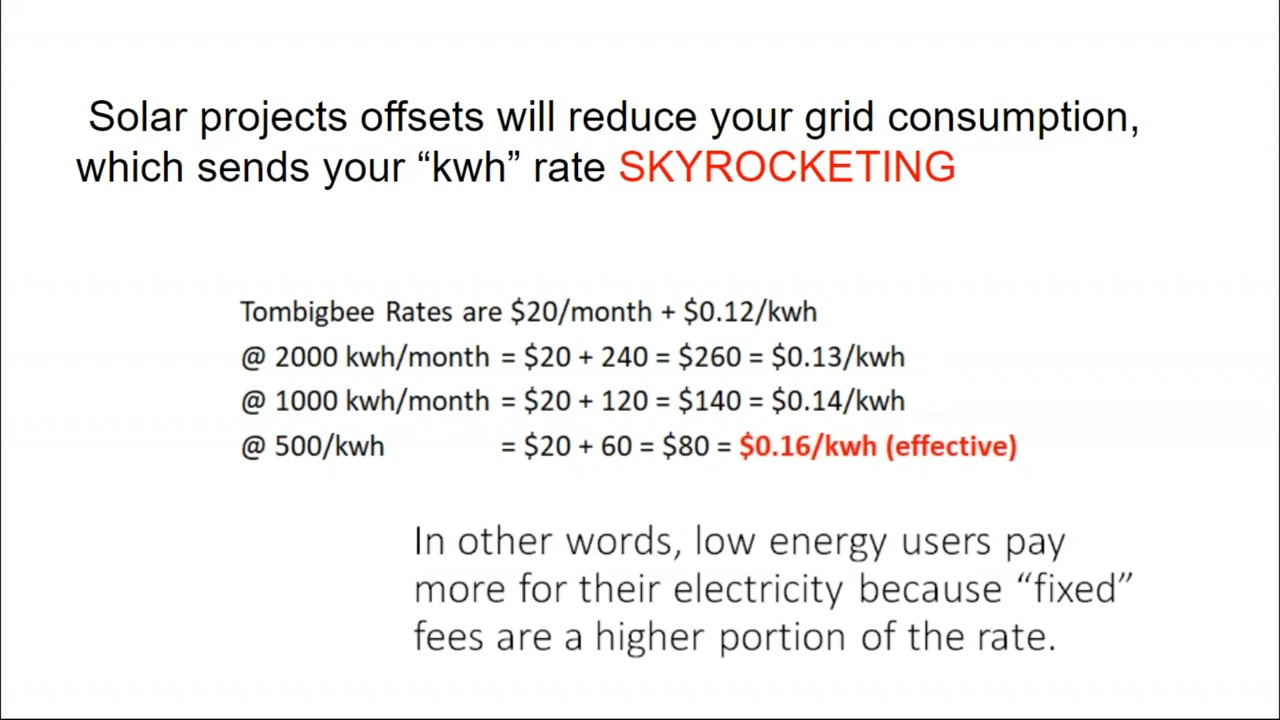 Solar projects offsets will reduce your grid consumption,
which sends your “kwh” rate SKYROCKETING
Tombigbee Rates are $20/month + $0.12/kwh
@ 2000 kwh/month = $20 + 240 = $260 = $0.13/kwh
@ 1000 kwh/month = $20 + 120 = $140 = $0.14/kwh
@ 500/kwh = $20 + 60 = $80 = $0.16/kwh (effective)
In other words, low energy users pay
more for their electricity because “fixed”
fees are a higher portion of the rate.